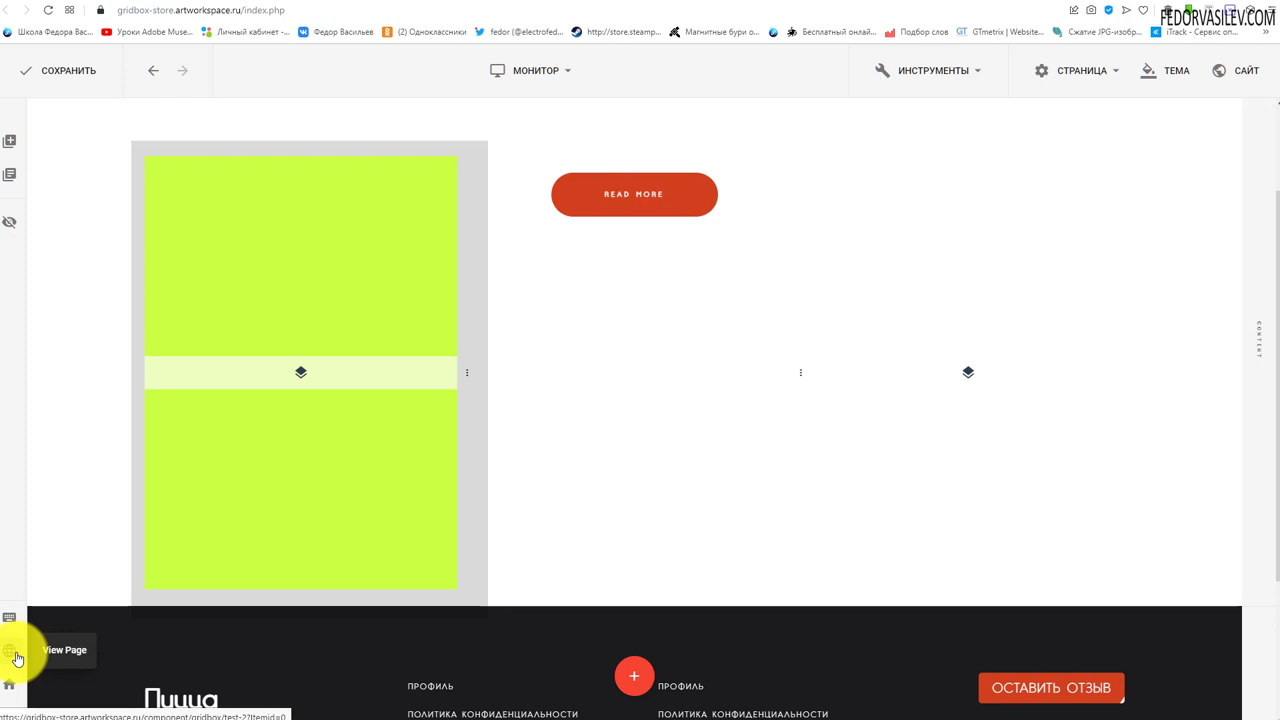 gridbox-store.artworkspace.ru/index.php
FEDORVASILEV.COM
Школа Федора Вас...
Уроки Adobe Muse...
Личный кабинет -...
Федор Васильев
(2) Одноклассники
fedor (@electrofed...
http://store.steamp...
Магнитные бури о...
Бесплатный онлай...
Подбор слов
GTmetrix | Website...
Сжатие JPG-изобр...
iTrack - Сервис оп...
СОХРАНИТЬ
МОНИТОР
ИНСТРУМЕНТЫ
СТРАНИЦА
ТЕМА
САЙТ
READ MORE
CONTENT
View Page
Пицца
ПРОФИЛЬ
ПРОФИЛЬ
ОСТАВИТЬ ОТЗЫВ
ПОЛИТИКА КОНФИДЕНЦИАЛЬНОСТИ
ПОЛИТИКА КОНФИДЕНЦИАЛЬНОСТИ
https://gridbox-store.artworkspace.ru/component/gridbox/test-2?Itemid=0